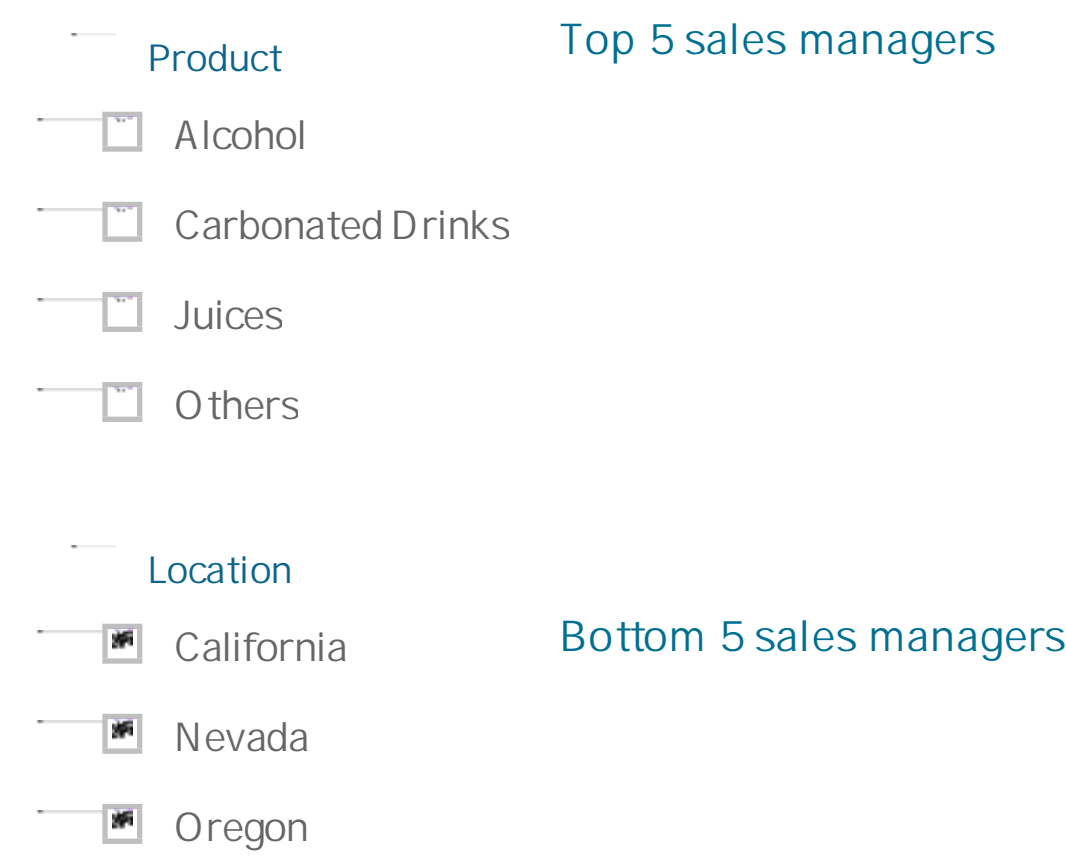 Product
Alcohol
Carbonated Drinks
Juices
Others
Location
California
Nevada
Oregon
Top 5 sales managers
Bottom 5 sales managers